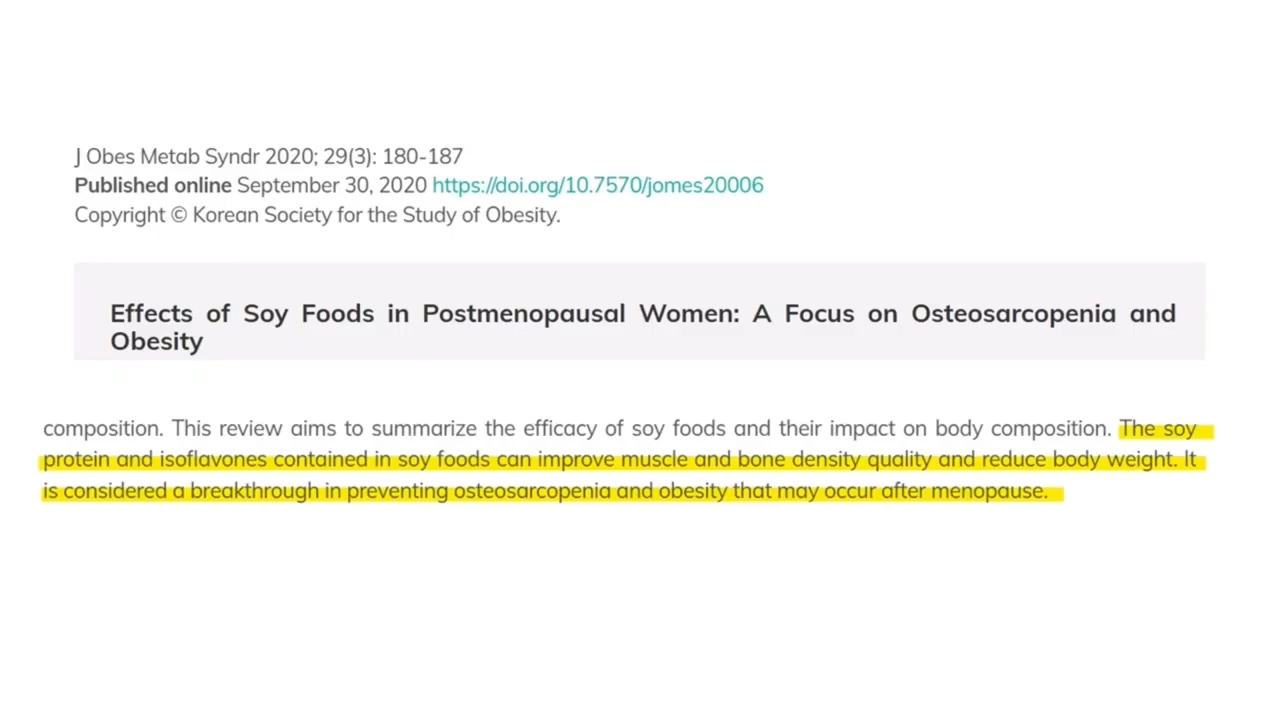 J Obes Metab Syndr 2020; 29(3): 180-187
Published online September 30, 2020 https://doi.org/10.7570/jomes20006
Copyright © Korean Society for the Study of Obesity.
Effects of Soy Foods in Postmenopausal Women: A Focus on Osteosarcopenia and
Obesity
composition. This review aims to summarize the efficacy of soy foods and their impact on body composition. The soy
protein and isoflavones contained in soy foods can improve muscle and bone density quality and reduce body weight. It
is considered a breakthrough in preventing osteosarcopenia and obesity that may occur after menopause.